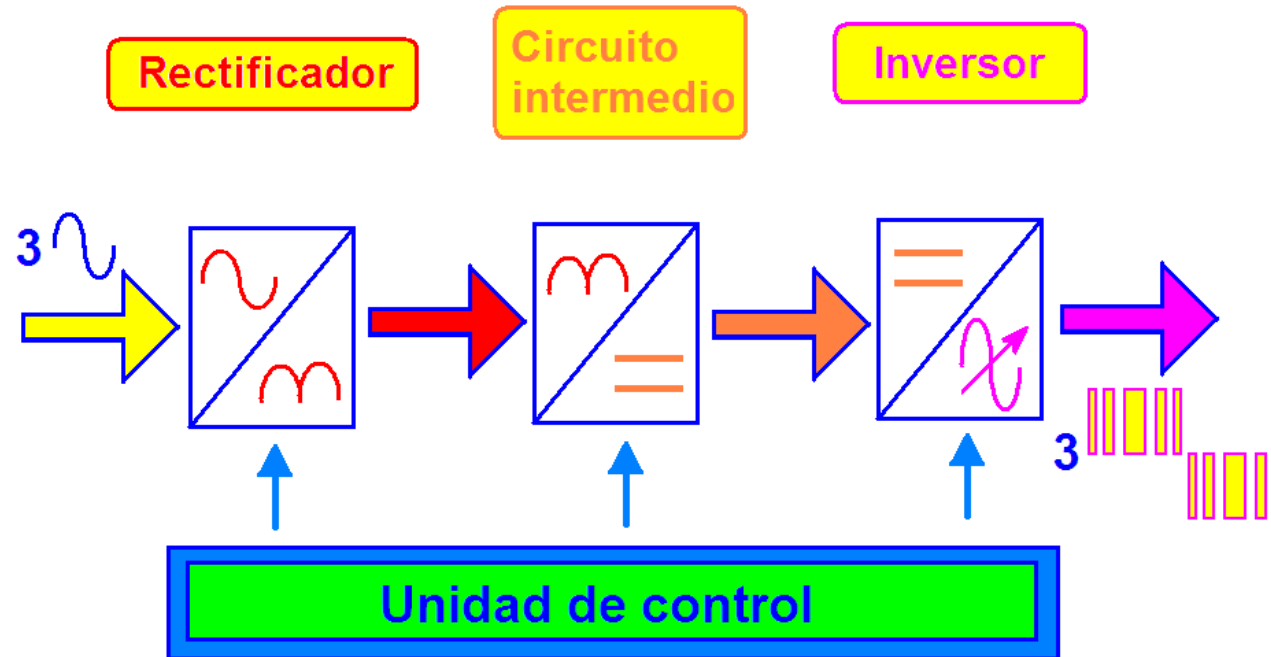 Rectificador
Circuito
intermedio
Inversor
3
3
Unidad de control